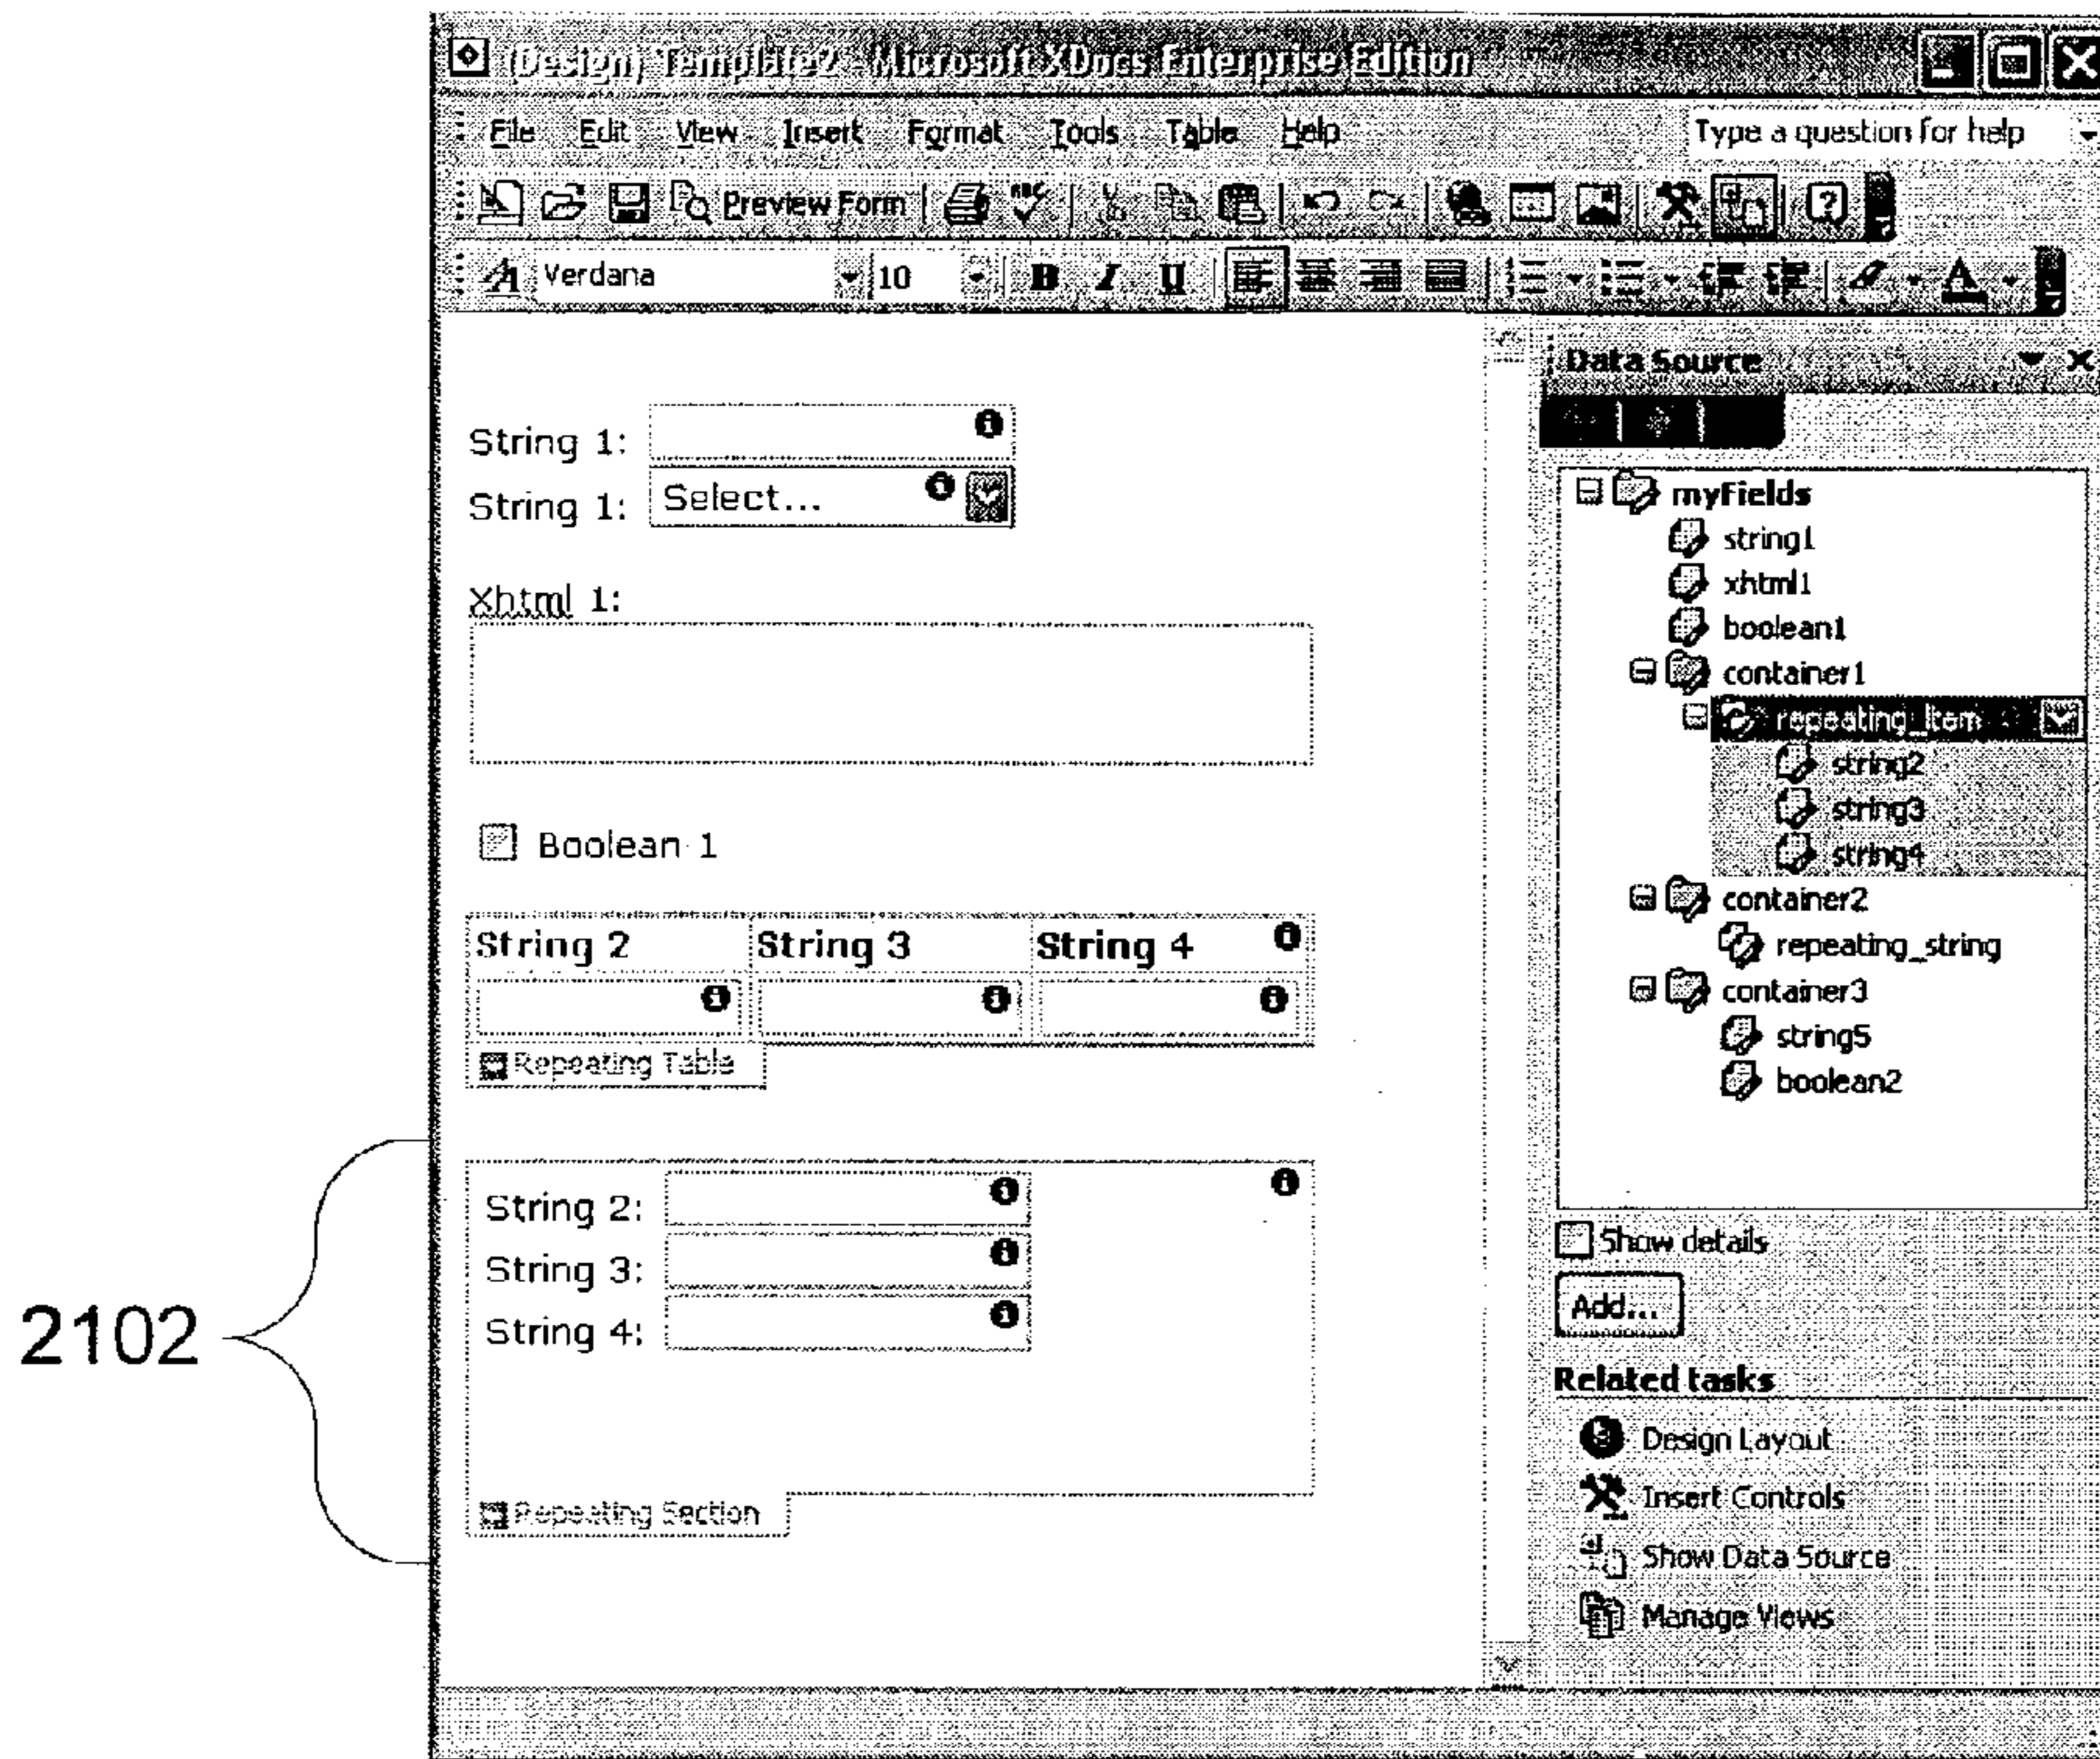 (Design) Template2 - Microsoft XDocs Enterprise Edition
File Edit View Insert Format Tools Table Help Type a question for help
Preview Form ABC
A Verdana 10 B I U A
Data Source
String 1:
String 1: Select...
Xhtml 1:
Boolean 1
String 2 String 3 String 4
Repeating Table
2102
String 2:
String 3:
String 4:
Repeating Section
myFields
string1
xhtml1
boolean1
container1
repeating_item
string2
string3
string4
container2
repeating_string
container3
string5
boolean2
Show details
Add...
Related tasks
Design Layout
Insert Controls
Show Data Source
Manage Views